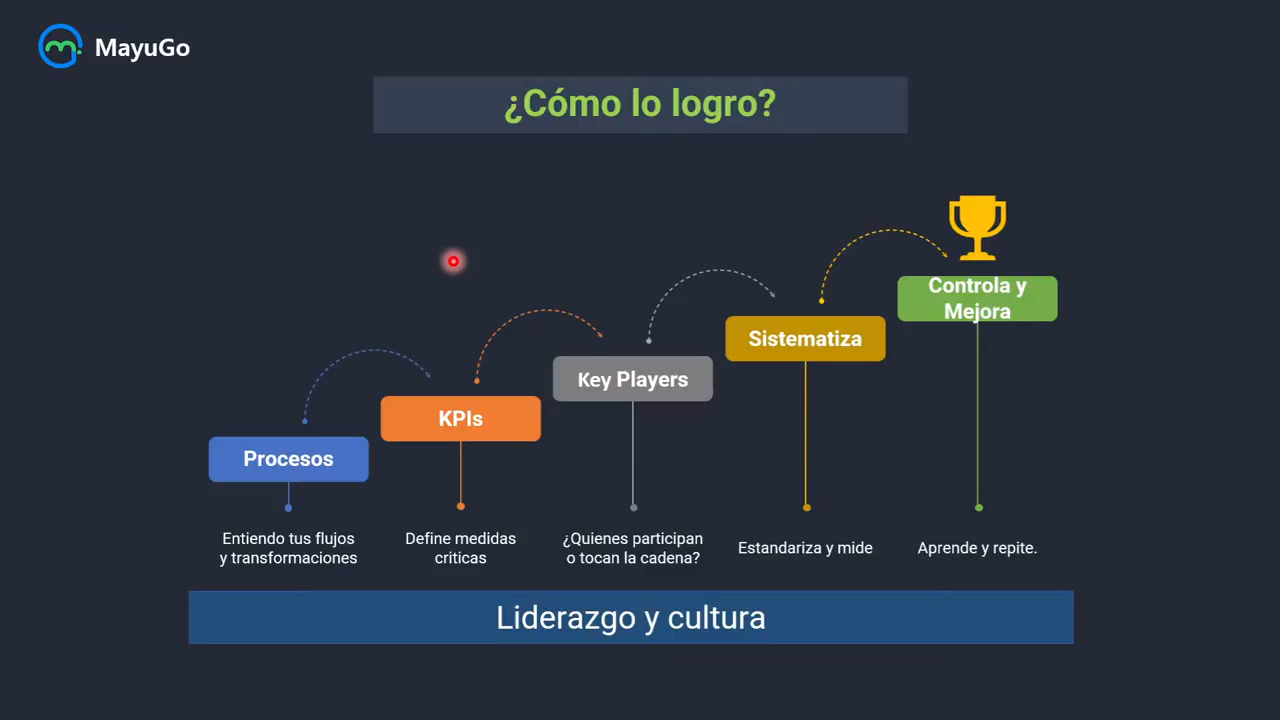 MayuGo
¿Cómo lo logro?
Controla y
Mejora
Sistematiza
Key Players
KPIs
Procesos
Entiendo tus flujos
y transformaciones
Define medidas
criticas
¿Quienes participan
o tocan la cadena?
Estandariza y mide
Aprende y repite.
Liderazgo y cultura